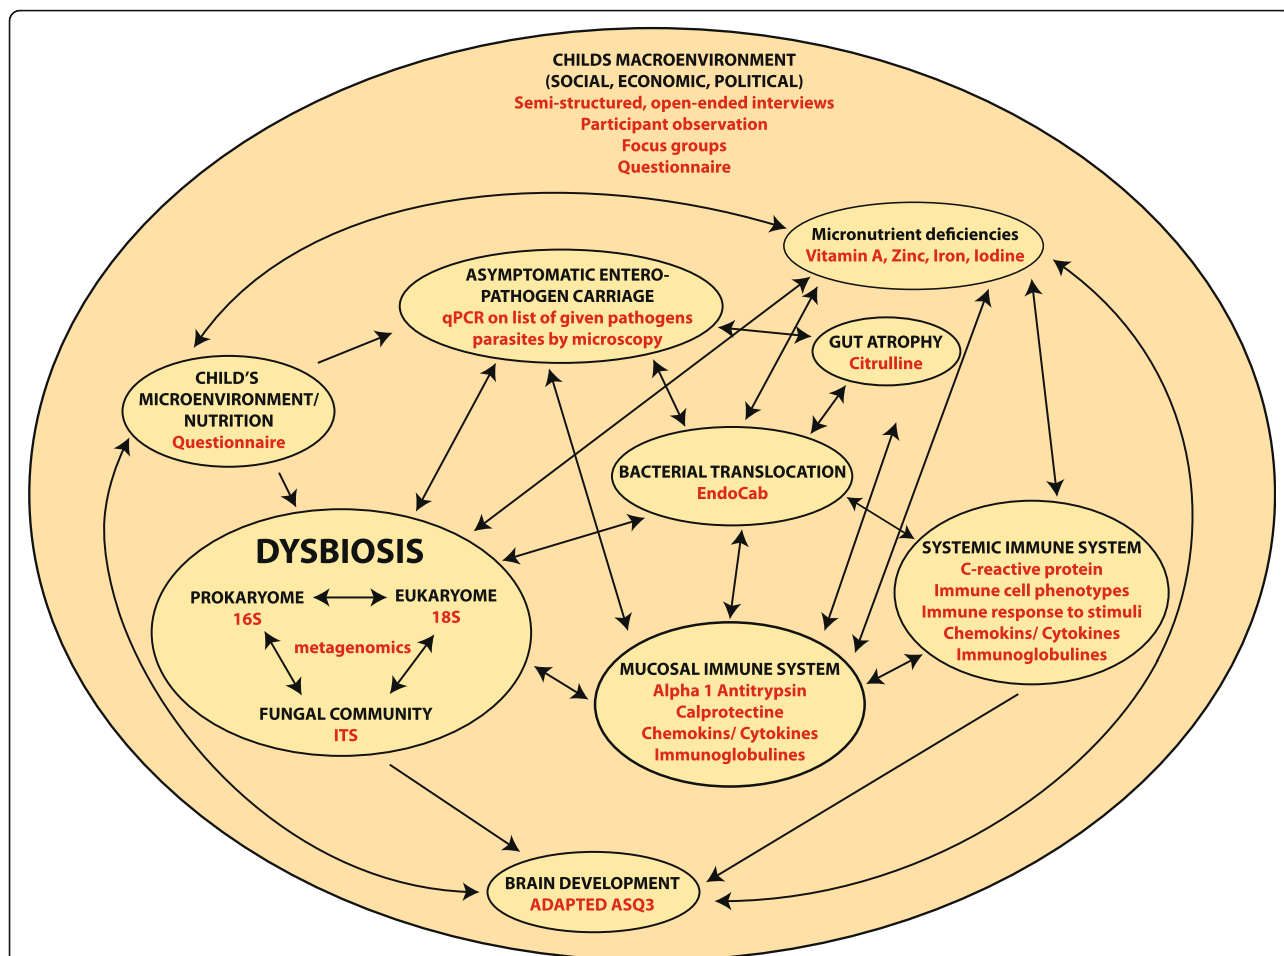 CHILDS MACROENVIRONMENT
(SOCIAL, ECONOMIC, POLITICAL)
Semi-structured, open-ended interviews
Participant observation
Focus groups
Questionnaire
Micronutrient deficiencies
Vitamin A, Zinc, Iron, Iodine
ASYMPTOMATIC ENTERO-
PATHOGEN CARRIAGE
qPCR on list of given pathogens
parasites by microscopy
GUT ATROPHY
Citrulline
CHILD'S
MICROENVIRONMENT/
NUTRITION
Questionnaire
BACTERIAL TRANSLOCATION
EndoCab
DYSBIOSIS
PROKARYOME
16S
EUKARYOME
18S
metagenomics
FUNGAL COMMUNITY
ITS
SYSTEMIC IMMUNE SYSTEM
C-reactive protein
Immune cell phenotypes
Immune response to stimuli
Chemokins/ Cytokines
Immunoglobulines
MUCOSAL IMMUNE SYSTEM
Alpha 1 Antitrypsin
Calprotectine
Chemokins/ Cytokines
Immunoglobulines
BRAIN DEVELOPMENT
ADAPTED ASQ3